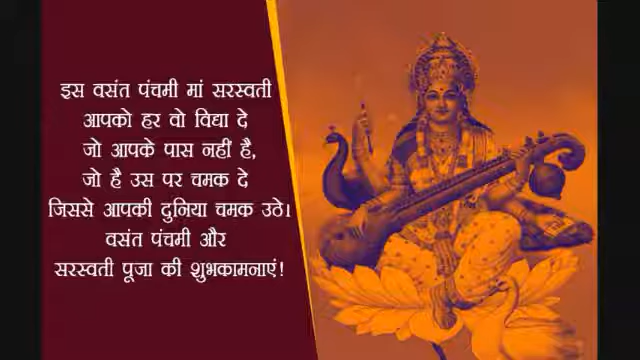 इस वसंत पंचमी मां सरस्वती
आपको हर वो विद्या दे
जो आपके पास नहीं है,
जो है उस पर चमक दे
जिससे आपकी दुनिया चमक उठे।
वसंत पंचमी और
सरस्वती पूजा की शुभकामनाएं!